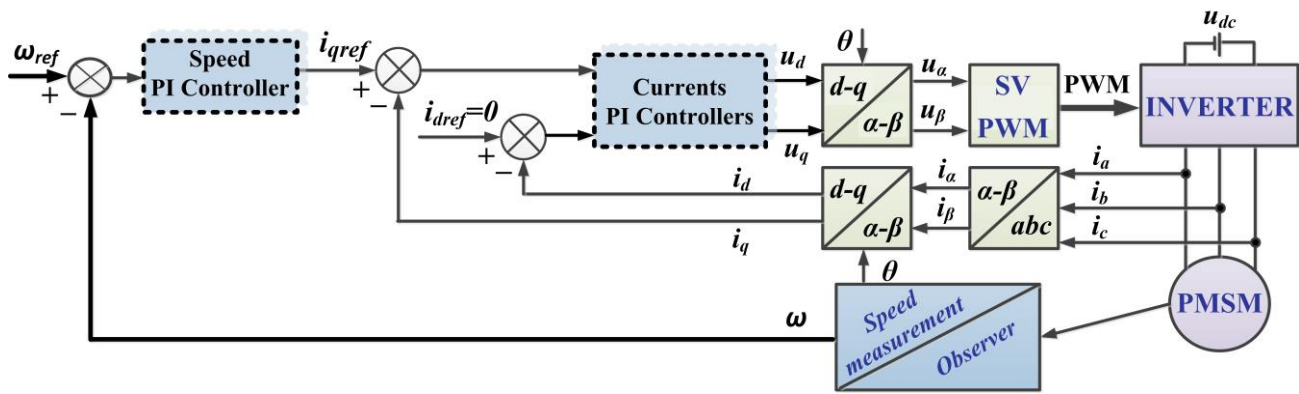 u_dc
ω_ref
+
−
Speed
PI Controller
i_qref
+
−
i_dref=0
+
−
Currents
PI Controllers
u_d
u_q
θ
d-q
α-β
u_α
u_β
SV
PWM
PWM
INVERTER
i_a
i_b
i_c
α-β
abc
i_α
i_β
d-q
α-β
i_d
i_q
θ
ω
Speed
measurement
Observer
PMSM